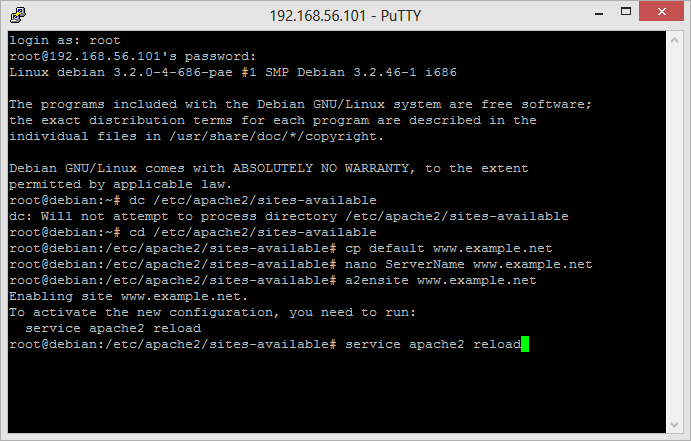 192.168.56.101 - PuTTY
login as: root
root@192.168.56.101's password:
Linux debian 3.2.0-4-686-pae #1 SMP Debian 3.2.46-1 i686
The programs included with the Debian GNU/Linux system are free software;
the exact distribution terms for each program are described in the
individual files in /usr/share/doc/*/copyright.
Debian GNU/Linux comes with ABSOLUTELY NO WARRANTY, to the extent
permitted by applicable law.
root@debian:~# dc /etc/apache2/sites-available
dc: Will not attempt to process directory /etc/apache2/sites-available
root@debian:~# cd /etc/apache2/sites-available
root@debian:/etc/apache2/sites-available# cp default www.example.net
root@debian:/etc/apache2/sites-available# nano ServerName www.example.net
root@debian:/etc/apache2/sites-available# a2ensite www.example.net
Enabling site www.example.net.
To activate the new configuration, you need to run:
  service apache2 reload
root@debian:/etc/apache2/sites-available# service apache2 reload